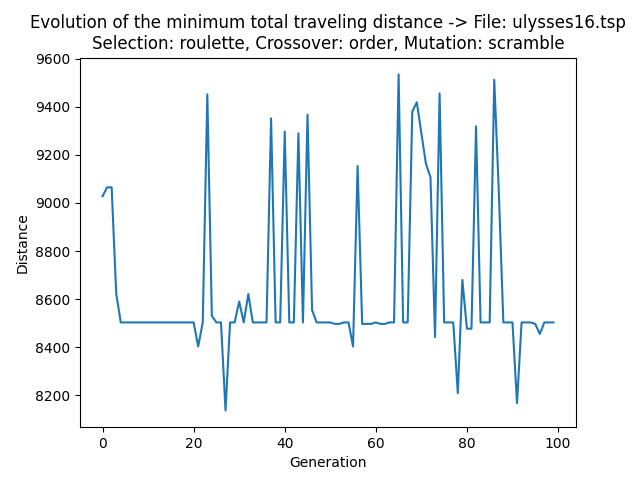 Evolution of the minimum total traveling distance -> File: ulysses16.tsp
Selection: roulette, Crossover: order, Mutation: scramble
9600
9400
9200
9000
8800
8600
8400
8200
Distance
0 20 40 60 80 100
Generation